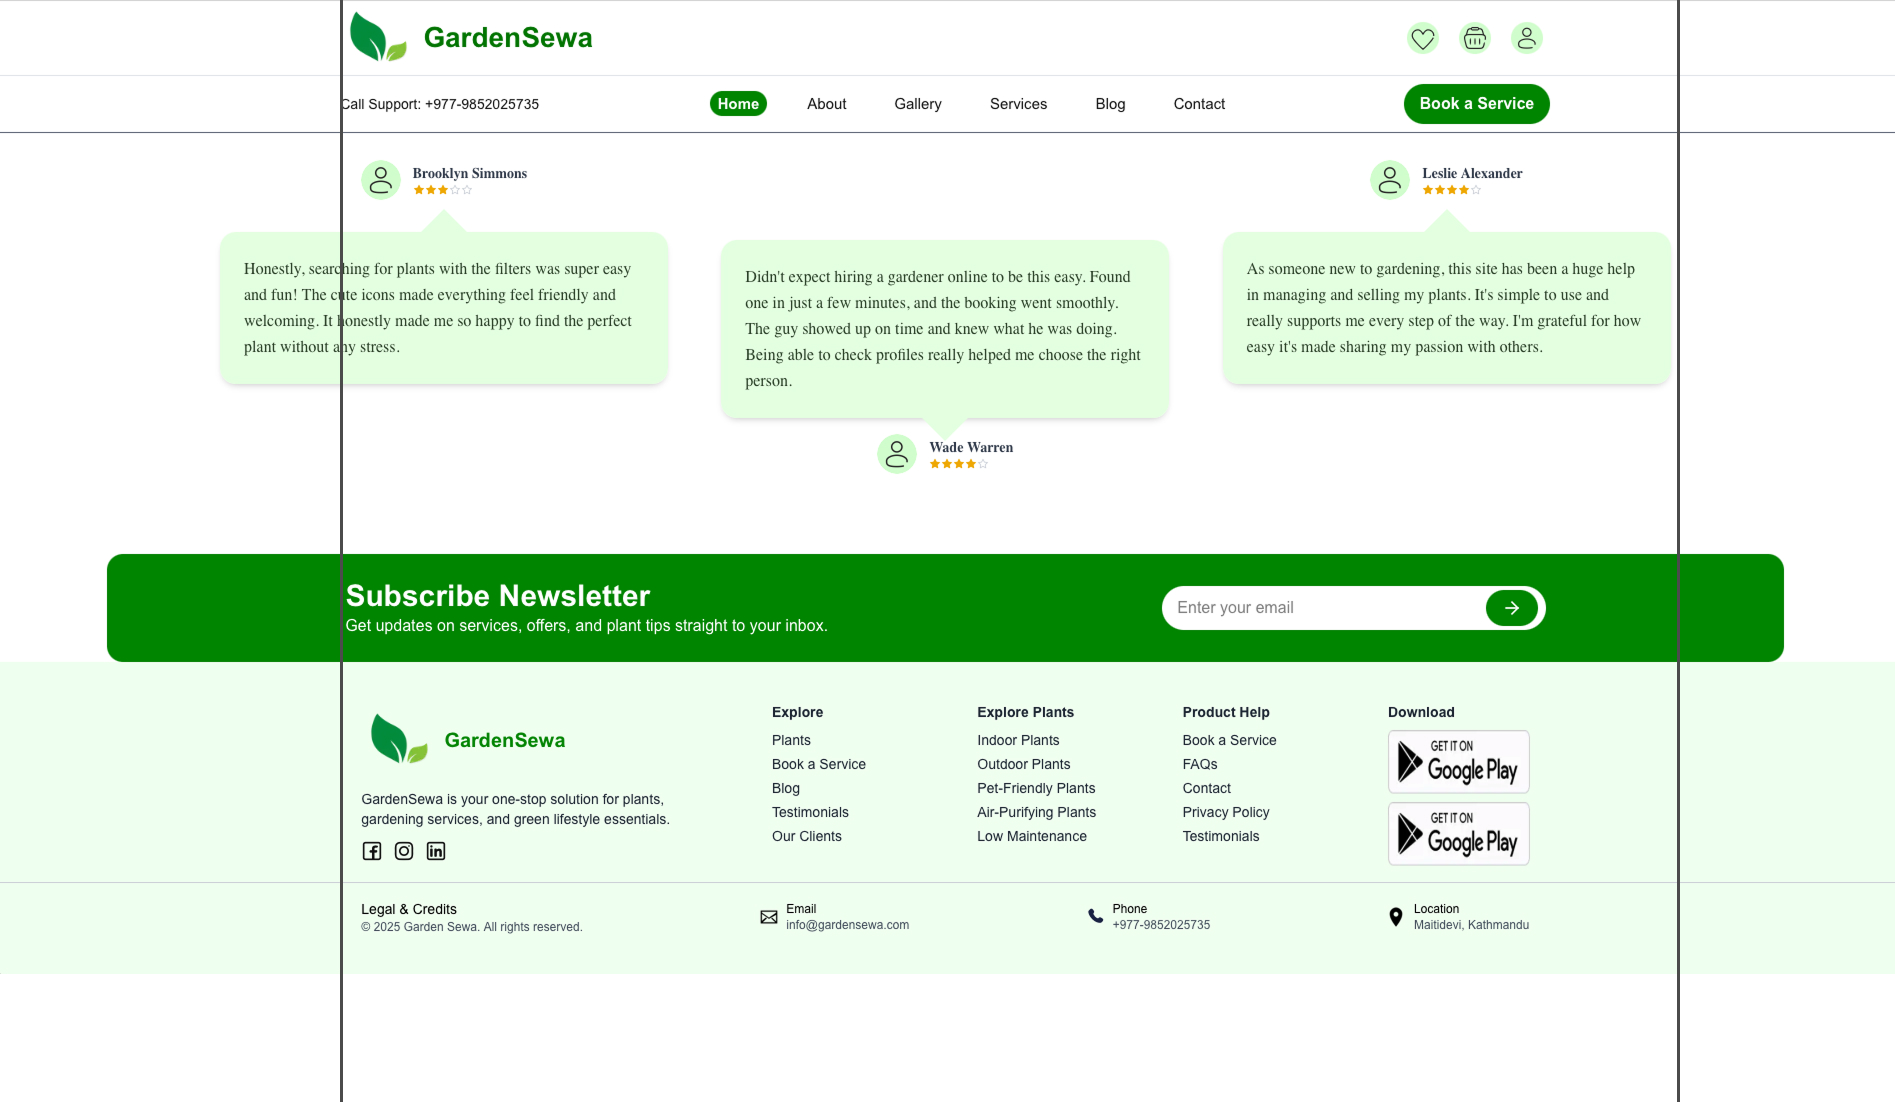 GardenSewa
Call Support: +977-9852025735
Home
About
Gallery
Services
Blog
Contact
Book a Service
Brooklyn Simmons
Honestly, searching for plants with the filters was super easy
and fun! The cute icons made everything feel friendly and
welcoming. It honestly made me so happy to find the perfect
plant without any stress.
Didn't expect hiring a gardener online to be this easy. Found
one in just a few minutes, and the booking went smoothly.
The guy showed up on time and knew what he was doing.
Being able to check profiles really helped me choose the right
person.
Wade Warren
Leslie Alexander
As someone new to gardening, this site has been a huge help
in managing and selling my plants. It's simple to use and
really supports me every step of the way. I'm grateful for how
easy it's made sharing my passion with others.
Subscribe Newsletter
Get updates on services, offers, and plant tips straight to your inbox.
Enter your email
GardenSewa
GardenSewa is your one-stop solution for plants,
gardening services, and green lifestyle essentials.
Explore
Plants
Book a Service
Blog
Testimonials
Our Clients
Explore Plants
Indoor Plants
Outdoor Plants
Pet-Friendly Plants
Air-Purifying Plants
Low Maintenance
Product Help
Book a Service
FAQs
Contact
Privacy Policy
Testimonials
Download
GET IT ON
Google Play
GET IT ON
Google Play
Legal & Credits
© 2025 Garden Sewa. All rights reserved.
Email
info@gardensewa.com
Phone
+977-9852025735
Location
Maitidevi, Kathmandu